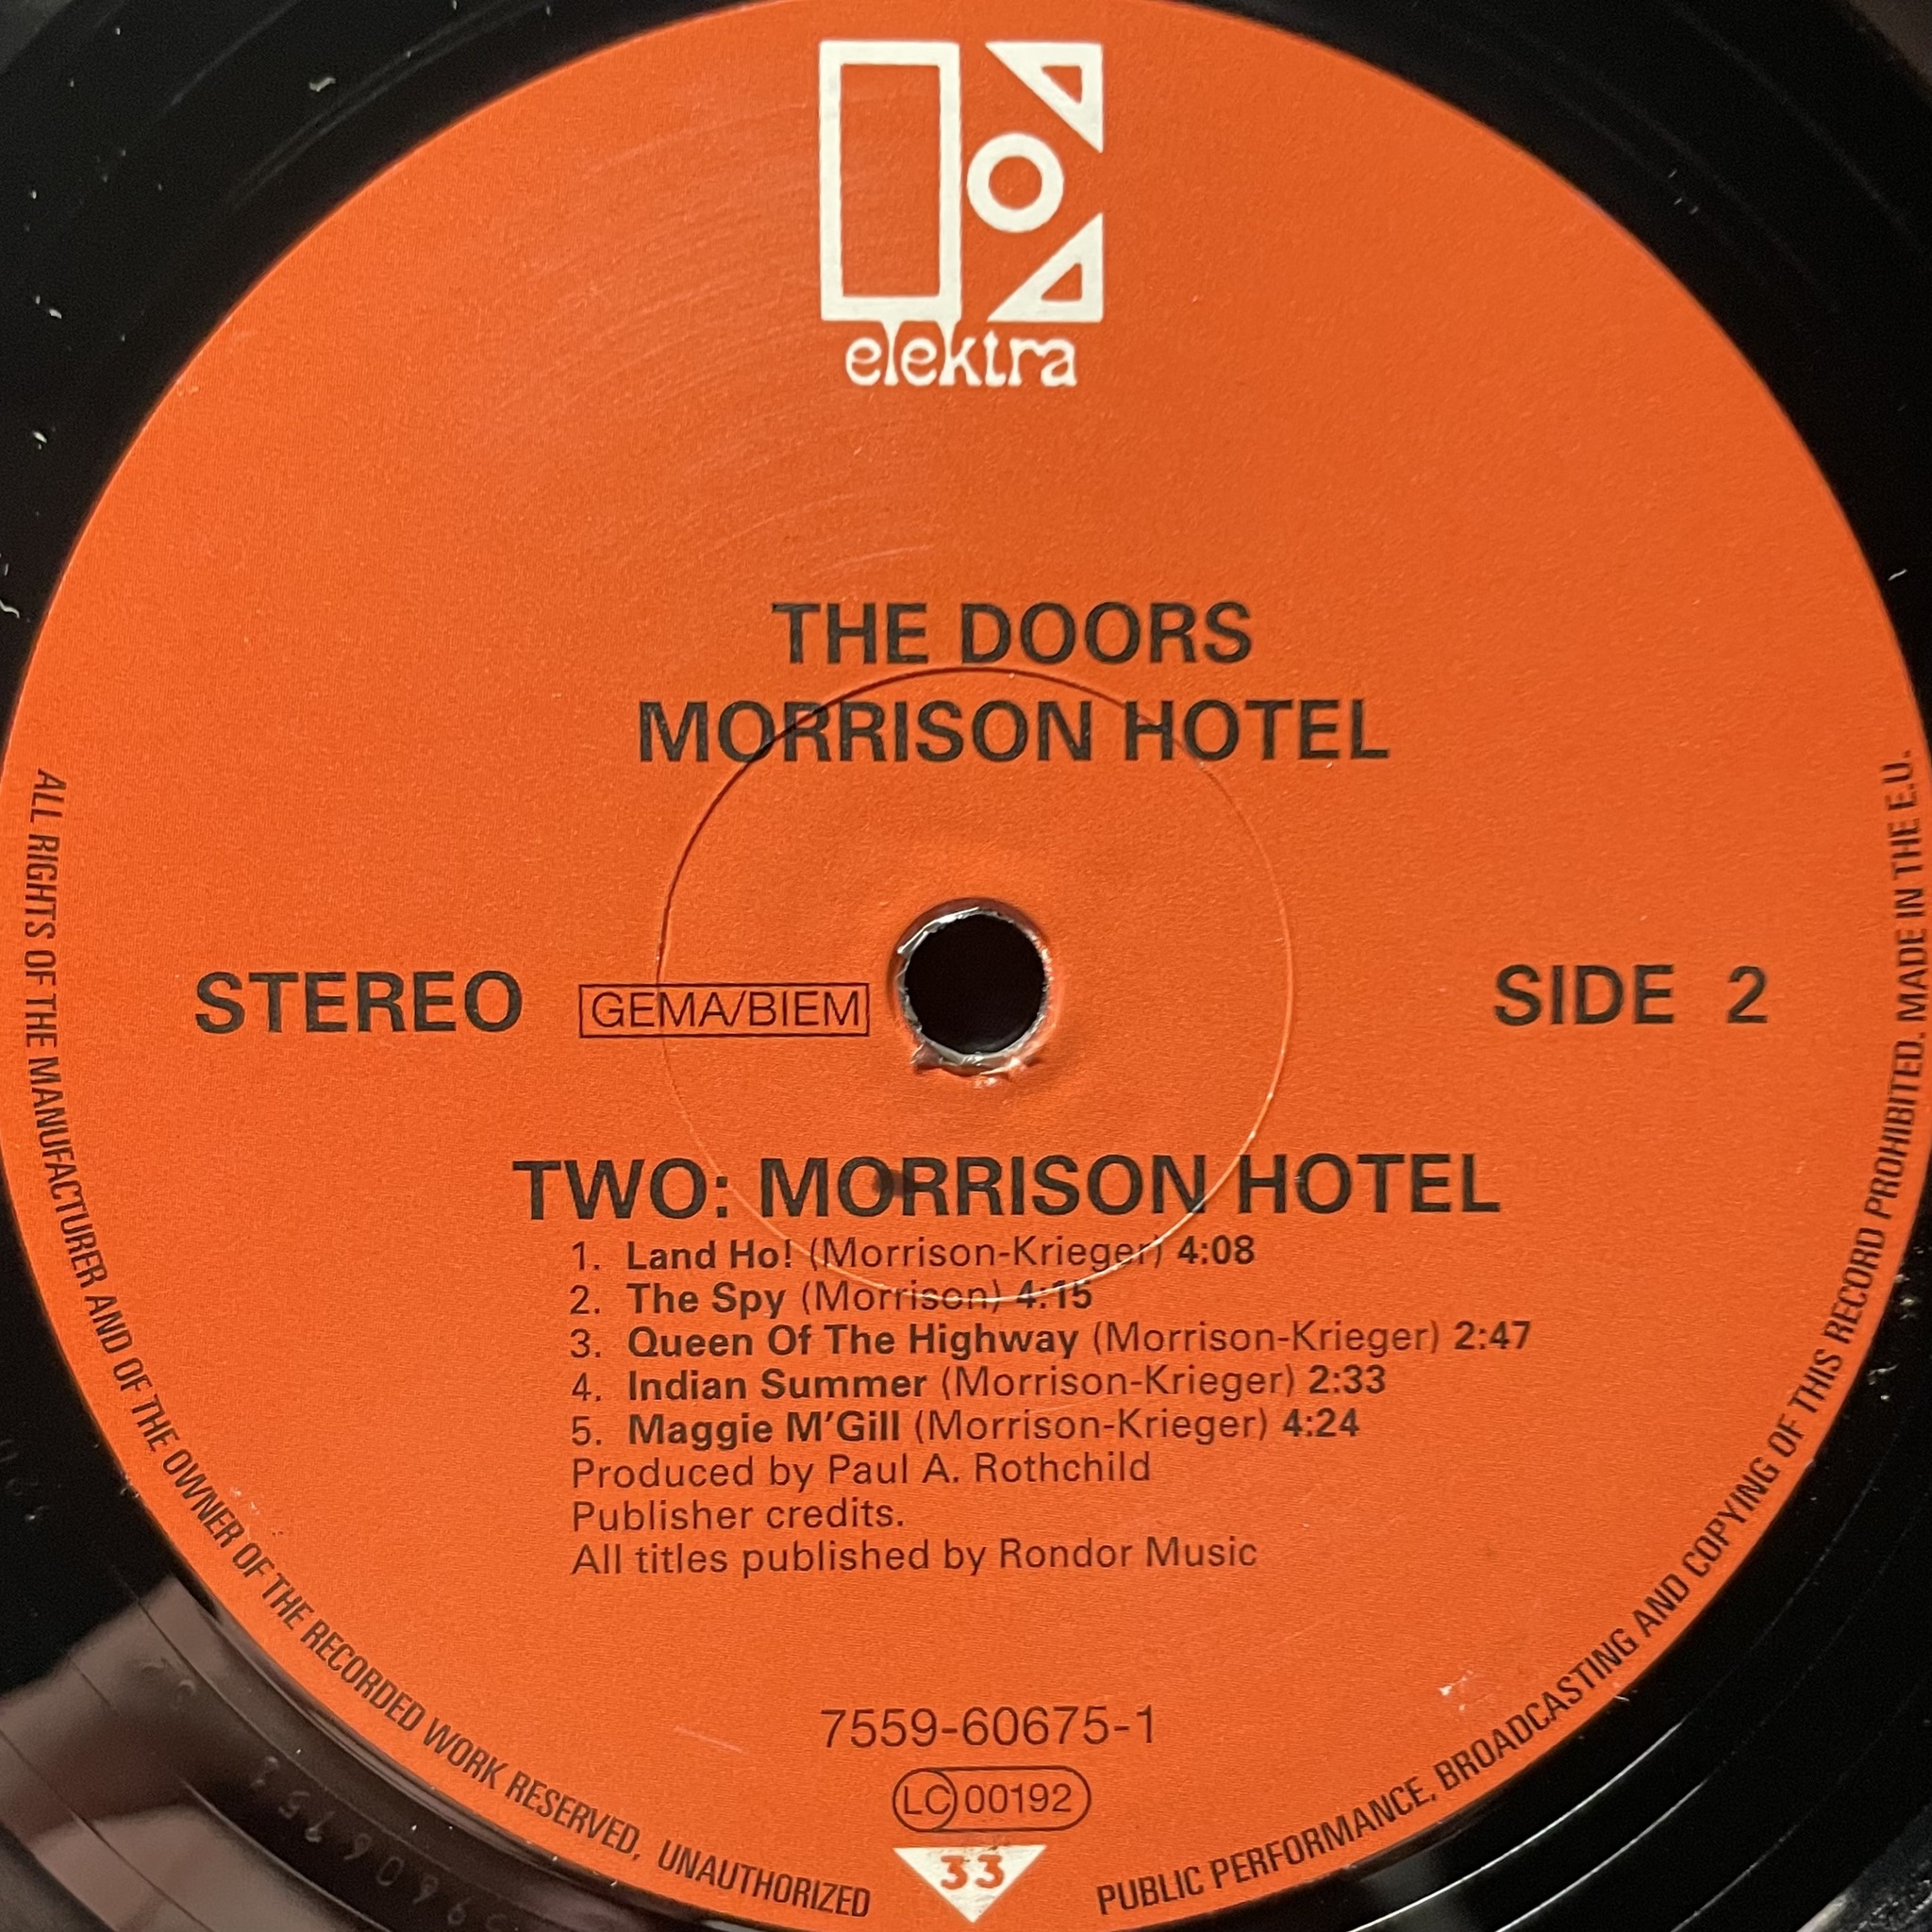 elektra
THE DOORS
MORRISON HOTEL
STEREO
GEMA/BIEM
SIDE 2
TWO: MORRISON HOTEL
1. Land Ho! (Morrison-Krieger) 4:08
2. The Spy (Morrison) 4:15
3. Queen Of The Highway (Morrison-Krieger) 2:47
4. Indian Summer (Morrison-Krieger) 2:33
5. Maggie M'Gill (Morrison-Krieger) 4:24
Produced by Paul A. Rothchild
Publisher credits.
All titles published by Rondor Music
7559-60675-1
LC 00192
33
ALL RIGHTS OF THE MANUFACTURER AND OF THE OWNER OF THE RECORDED WORK RESERVED, UNAUTHORIZED PUBLIC PERFORMANCE, BROADCASTING AND COPYING OF THIS RECORD PROHIBITED. MADE IN THE E.U.